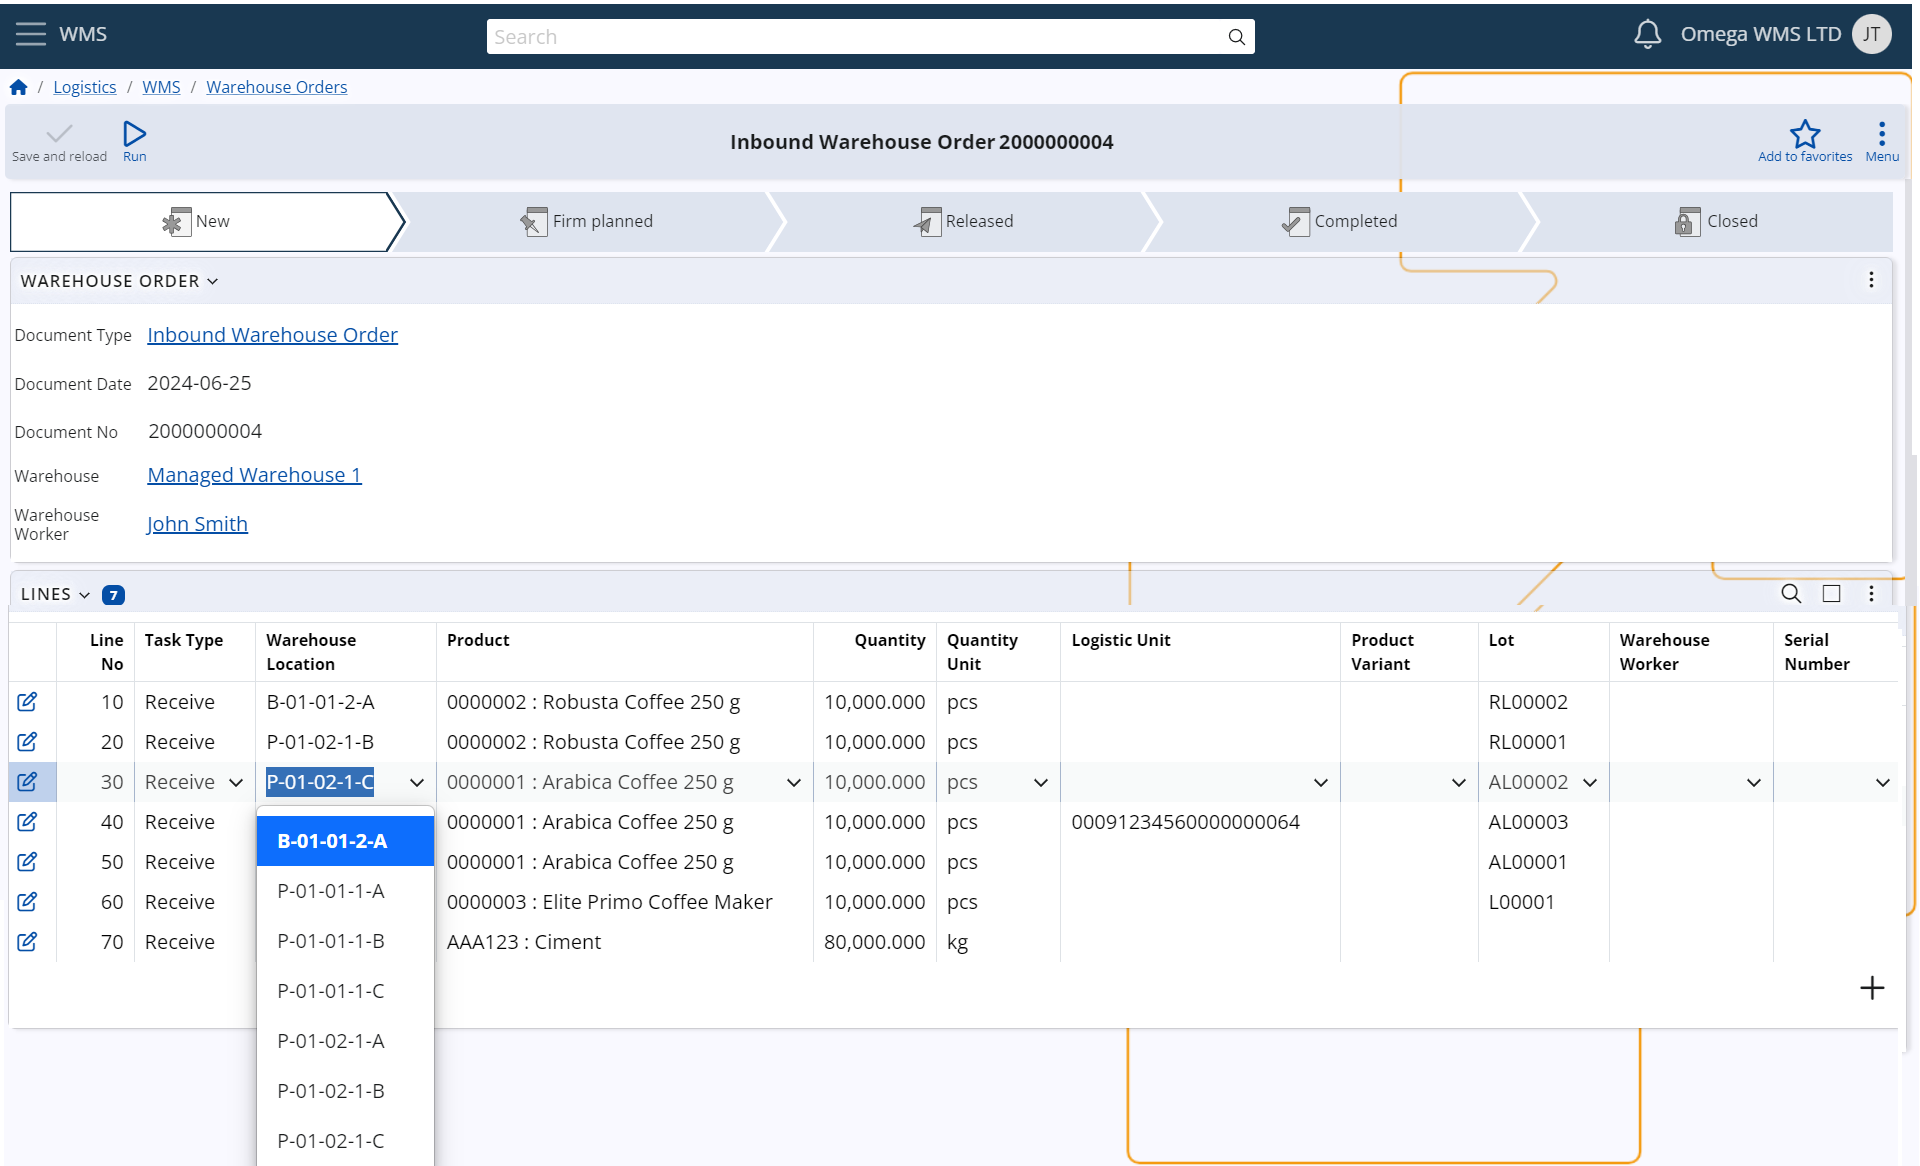 WMS
Search
Omega WMS LTD
JT
/ Logistics / WMS / Warehouse Orders
Save and reload
Run
Inbound Warehouse Order 2000000004
Add to favorites
Menu
New
Firm planned
Released
Completed
Closed
WAREHOUSE ORDER
Document Type Inbound Warehouse Order
Document Date 2024-06-25
Document No 2000000004
Warehouse Managed Warehouse 1
Warehouse Worker John Smith
LINES 7
Line No Task Type Warehouse Location Product Quantity Quantity Unit Logistic Unit Product Variant Lot Warehouse Worker Serial Number
10 Receive B-01-01-2-A 0000002 : Robusta Coffee 250 g 10,000.000 pcs RL00002
20 Receive P-01-02-1-B 0000002 : Robusta Coffee 250 g 10,000.000 pcs RL00001
30 Receive P-01-02-1-C 0000001 : Arabica Coffee 250 g 10,000.000 pcs AL00002
40 Receive 0000001 : Arabica Coffee 250 g 10,000.000 pcs 00091234560000000064 AL00003
50 Receive 0000001 : Arabica Coffee 250 g 10,000.000 pcs AL00001
60 Receive 0000003 : Elite Primo Coffee Maker 10,000.000 pcs L00001
70 Receive AAA123 : Ciment 80,000.000 kg
B-01-01-2-A
P-01-01-1-A
P-01-01-1-B
P-01-01-1-C
P-01-02-1-A
P-01-02-1-B
P-01-02-1-C